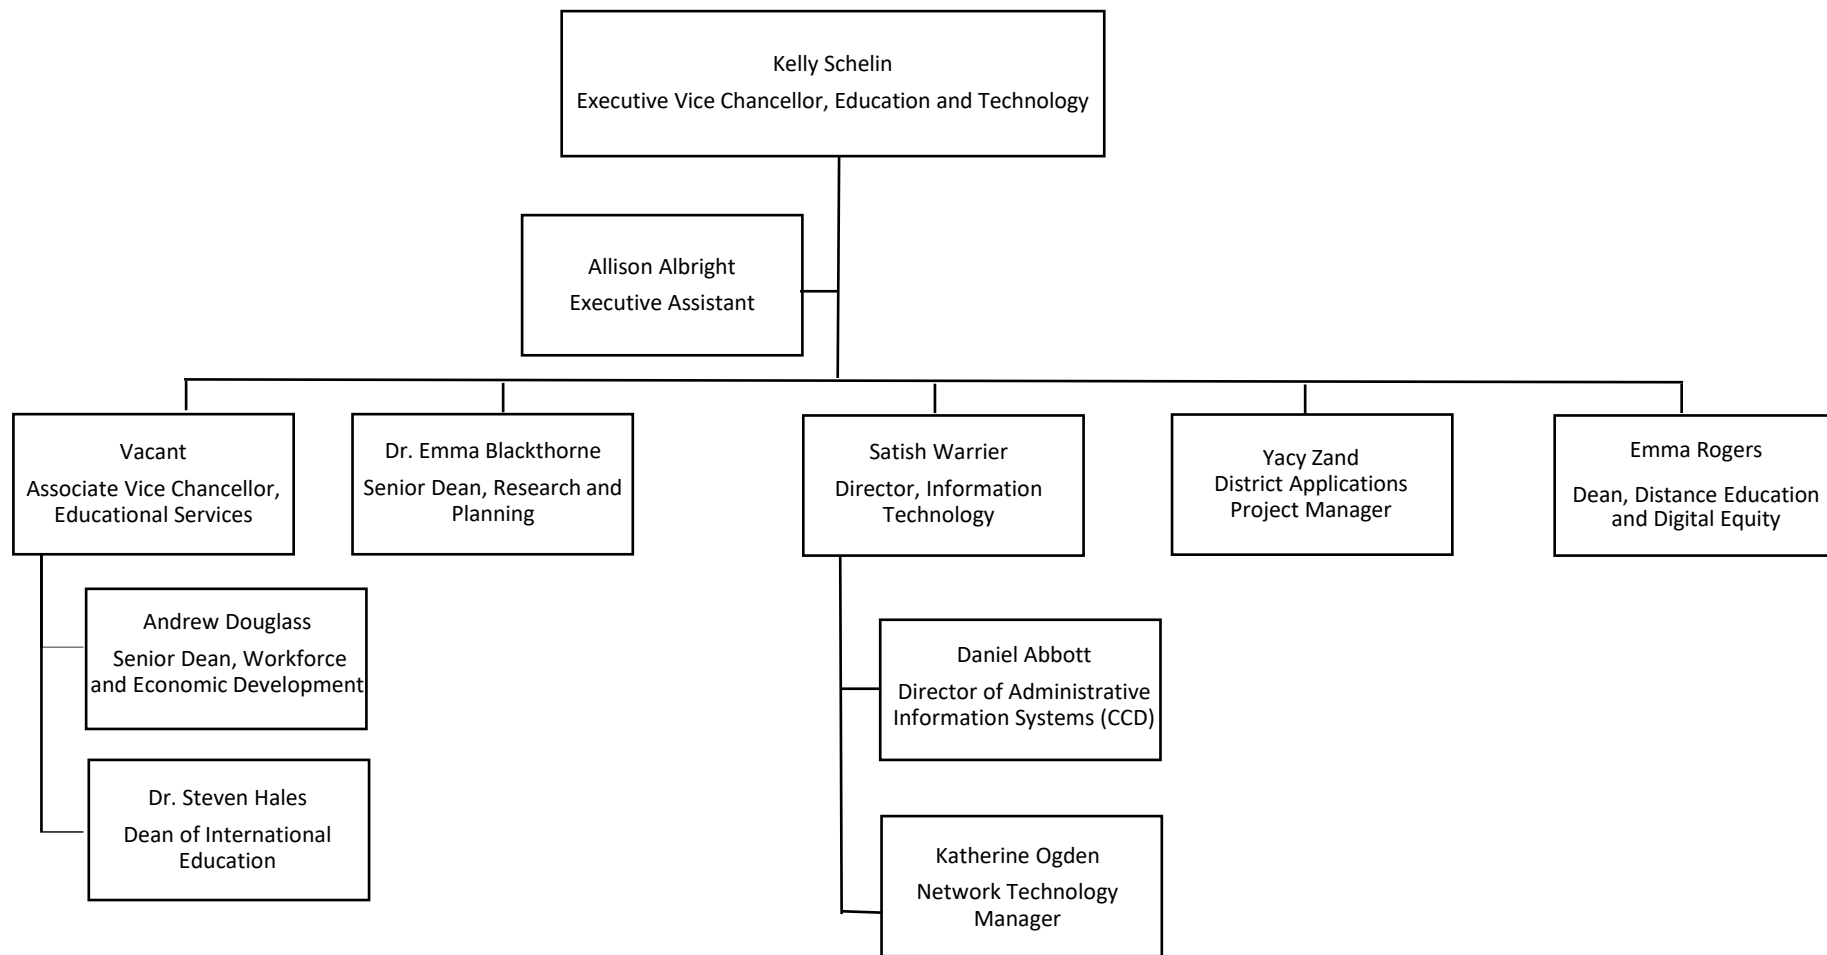 Kelly Schelin
Executive Vice Chancellor, Education and Technology
Allison Albright
Executive Assistant
Vacant
Associate Vice Chancellor,
Educational Services
Dr. Emma Blackthorne
Senior Dean, Research and
Planning
Satish Warrier
Director, Information
Technology
Yacy Zand
District Applications
Project Manager
Emma Rogers
Dean, Distance Education
and Digital Equity
Andrew Douglass
Senior Dean, Workforce
and Economic Development
Dr. Steven Hales
Dean of International
Education
Daniel Abbott
Director of Administrative
Information Systems (CCD)
Katherine Ogden
Network Technology
Manager